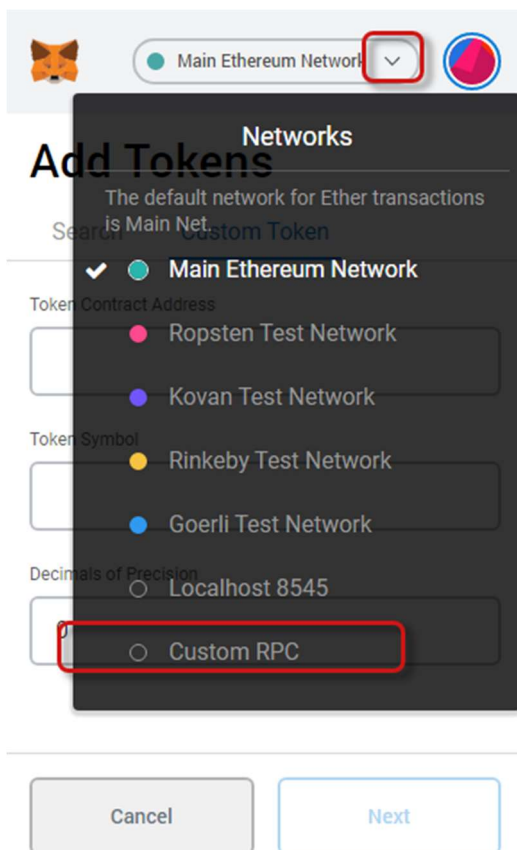 Main Ethereum Network
Networks
Add Tokens
The default network for Ether transactions
is Main Net.
Search
Custom Token
Main Ethereum Network
Token Contract Address
Ropsten Test Network
Kovan Test Network
Token Symbol
Rinkeby Test Network
Goerli Test Network
Decimals of Precision
Localhost 8545
0
Custom RPC
Cancel
Next